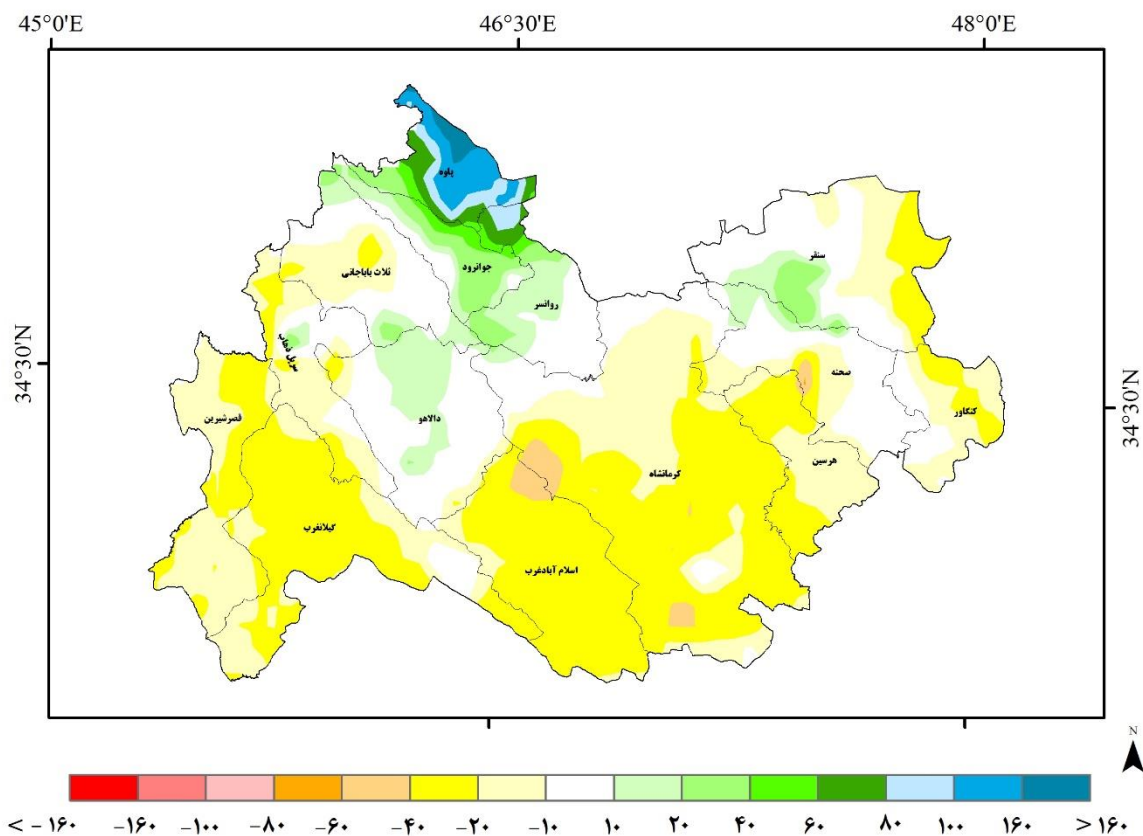 45°0'E 46°30'E 48°0'E
پاوه
سنقر
جوانرود
ثلاث باباجانی
روانسر
34°30'N
سرپل ذهاب
صحنه
34°30'N
قصرشیرین
دالاهو
کنگاور
هرسین
کرمانشاه
گیلانغرب
اسلام آبادغرب
N
< -۱۶۰ -۱۰۰ -۸۰ -۶۰ -۴۰ -۲۰ -۱۰ ۱۰ ۲۰ ۴۰ ۶۰ ۸۰ ۱۰۰ ۱۶۰ > ۱۶۰